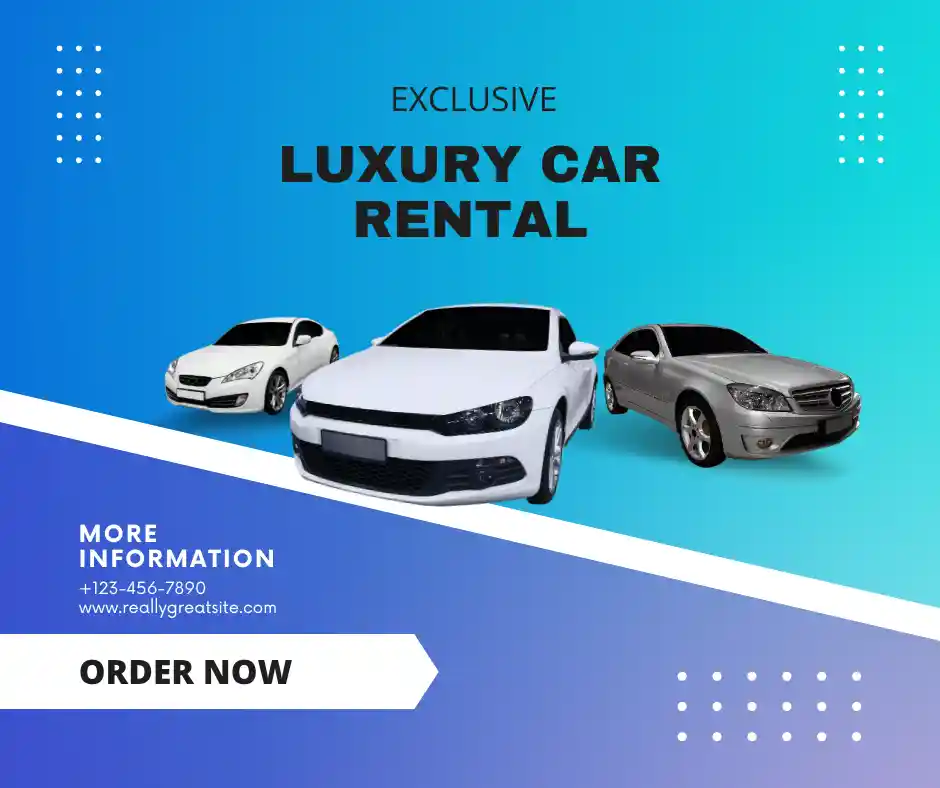 EXCLUSIVE
LUXURY CAR
RENTAL
MORE
INFORMATION
+123-456-7890
www.reallygreatsite.com
ORDER NOW